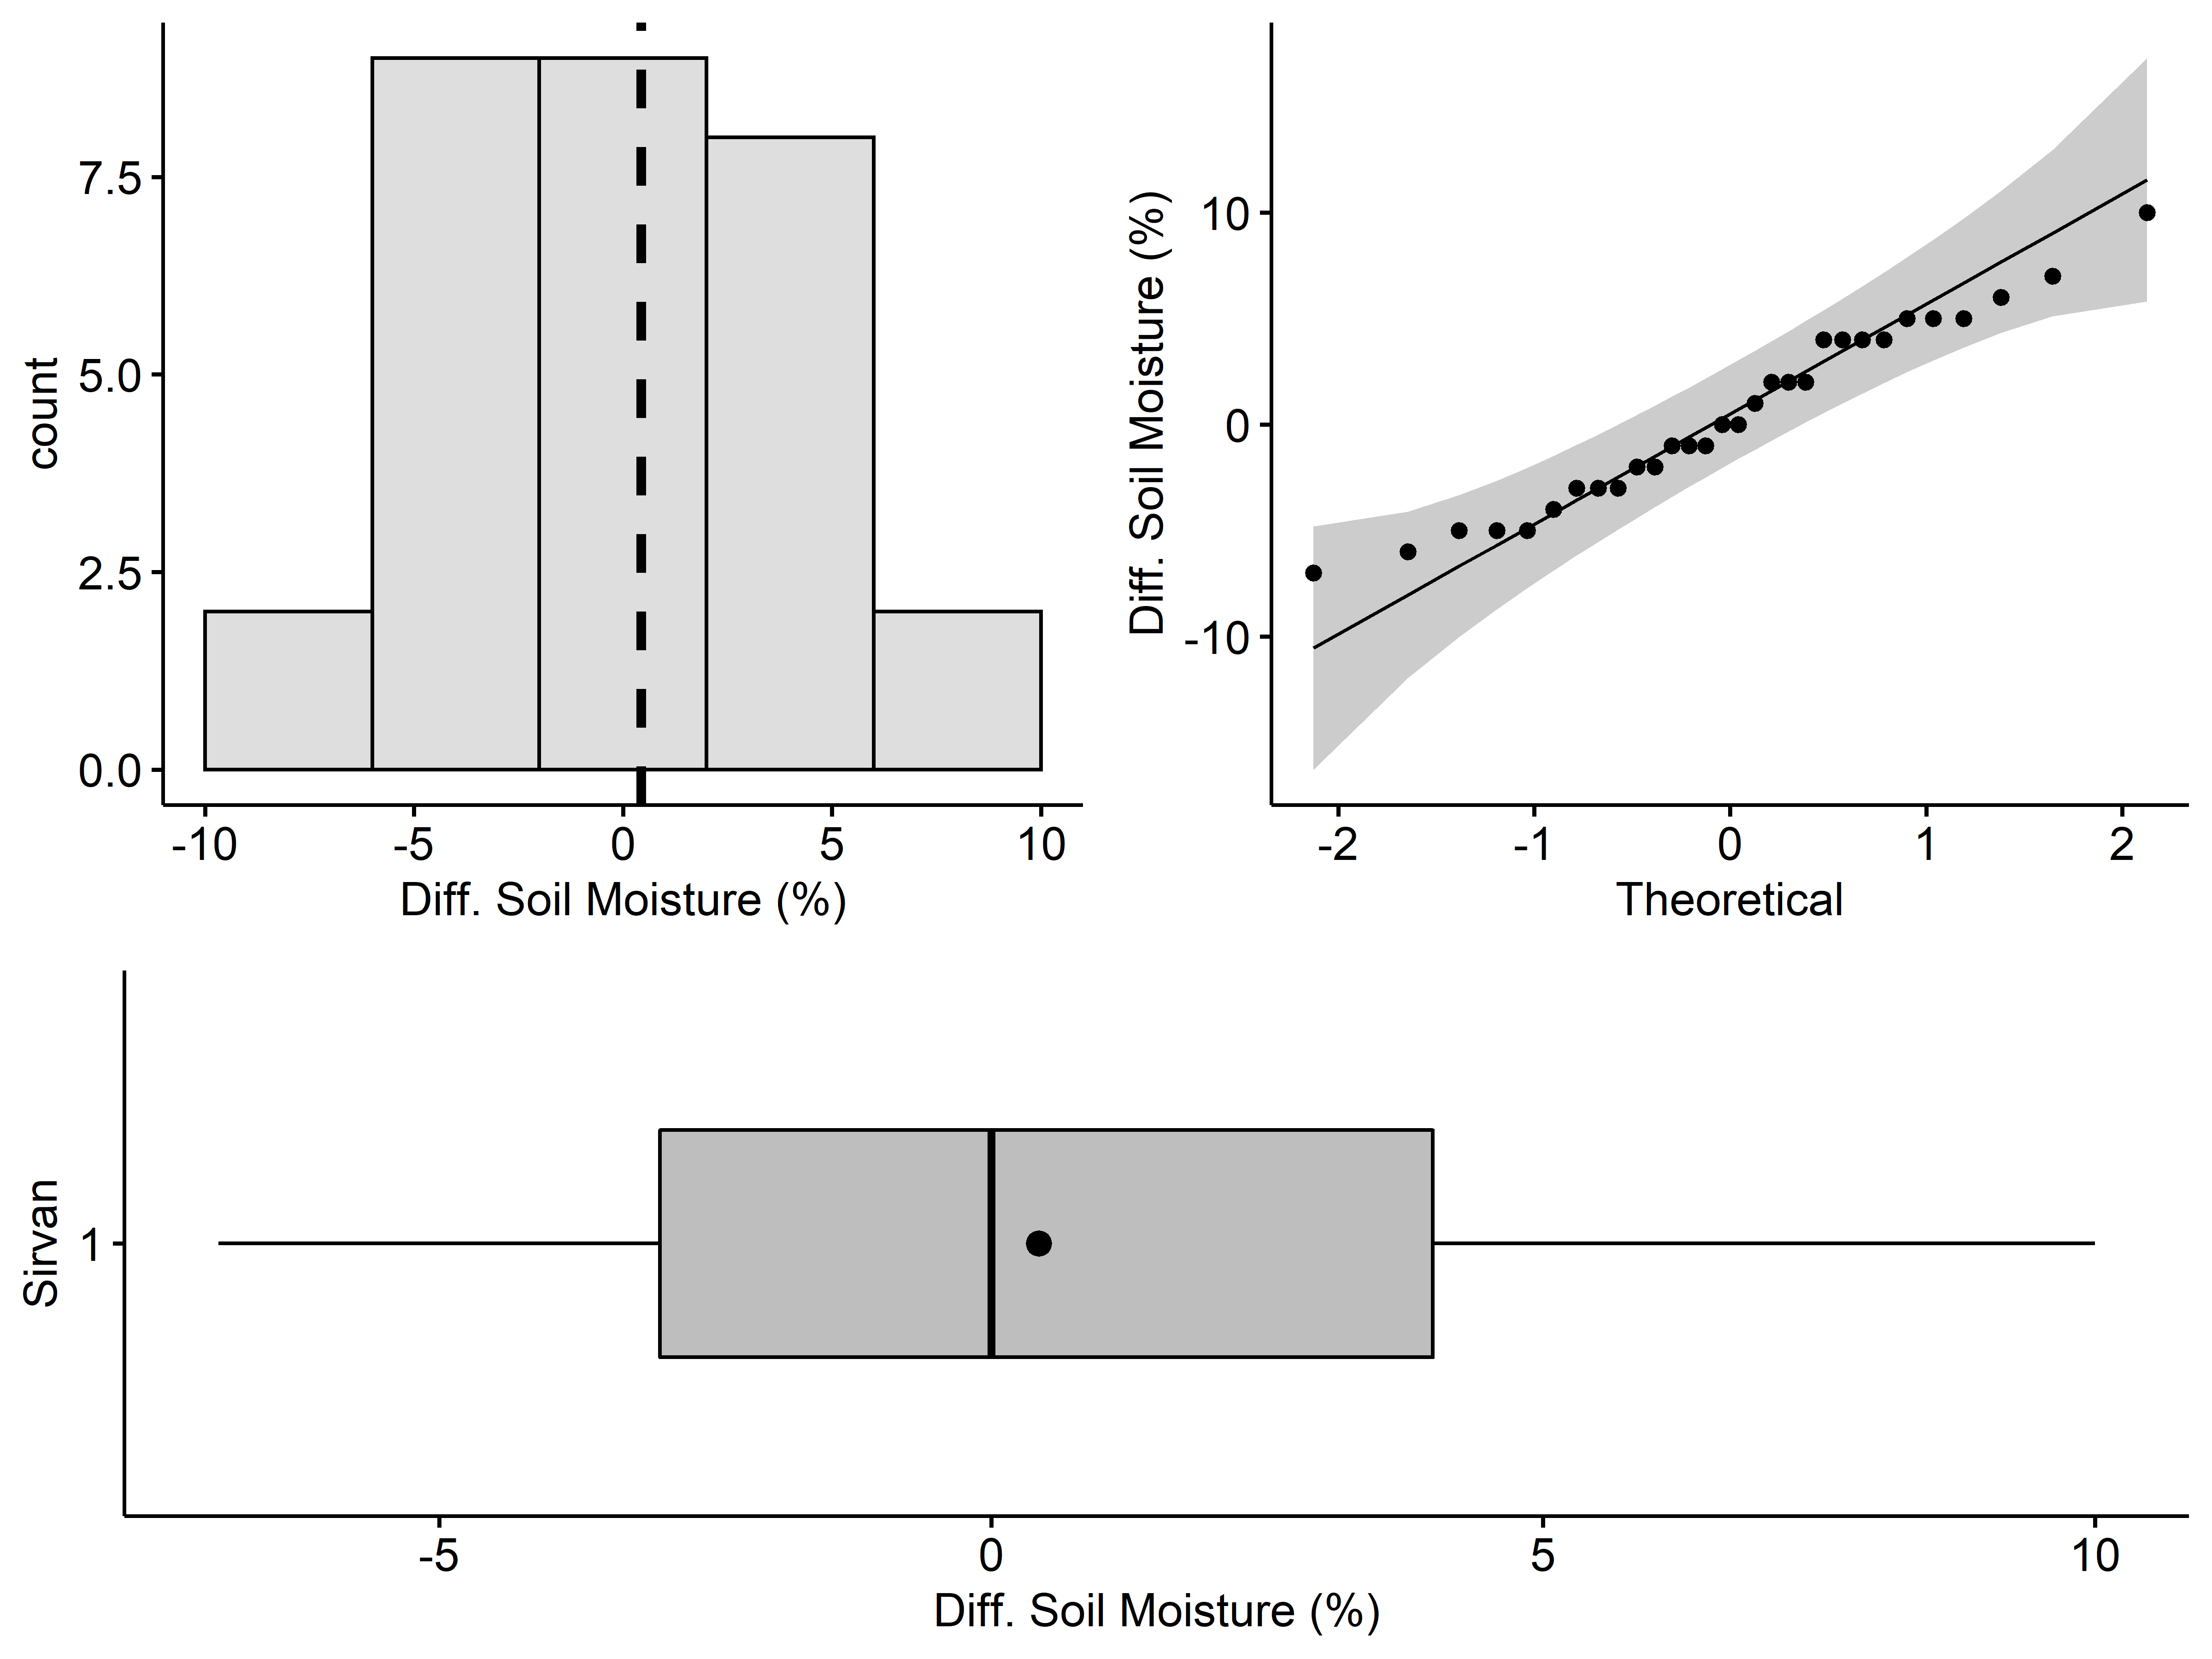 count
7.5
5.0
2.5
0.0
-10 -5 0 5 10
Diff. Soil Moisture (%)
Diff. Soil Moisture (%)
10
0
-10
-2 -1 0 1 2
Theoretical
Sirvan
1
-5 0 5 10
Diff. Soil Moisture (%)